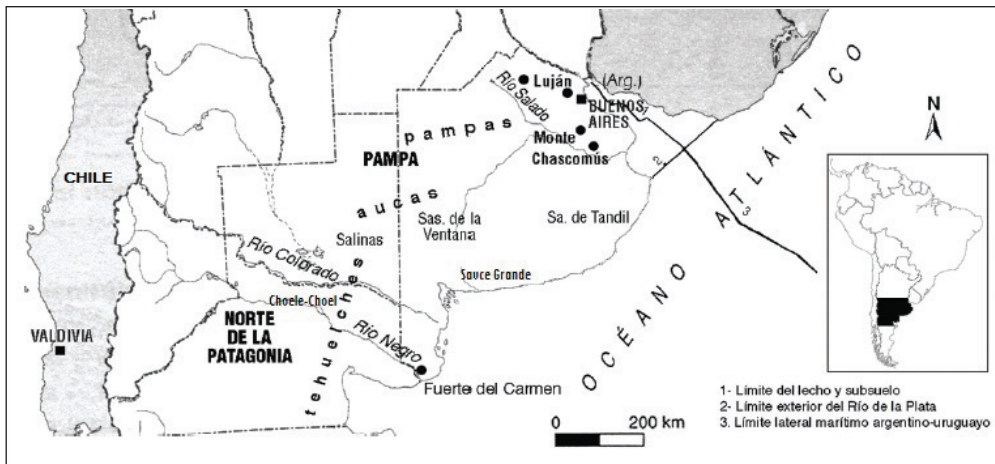 Luján
(Arg.)
Río Salado
BUENOS
AIRES
1
Monte
Chascomús
2
3
pampas
PAMPA
CHILE
aucas
Sas. de la
Ventana
Sa. de Tandil
Salinas
Río Colorado
Sauce Grande
Choele-Choel
NORTE
DE LA
PATAGONIA
Río Negro
tehuelches
VALDIVIA
Fuerte del Carmen
OCÉANO
ATLÁNTICO
N
0 200 km
1- Límite del lecho y subsuelo
2- Límite exterior del Río de la Plata
3. Límite lateral marítimo argentino-uruguayo